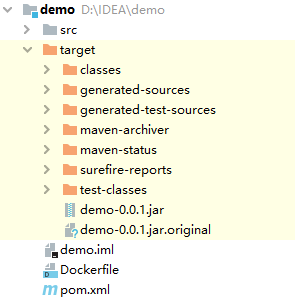 demo D:\IDEA\demo
src
target
classes
generated-sources
generated-test-sources
maven-archiver
maven-status
surefire-reports
test-classes
demo-0.0.1.jar
demo-0.0.1.jar.original
demo.iml
Dockerfile
pom.xml